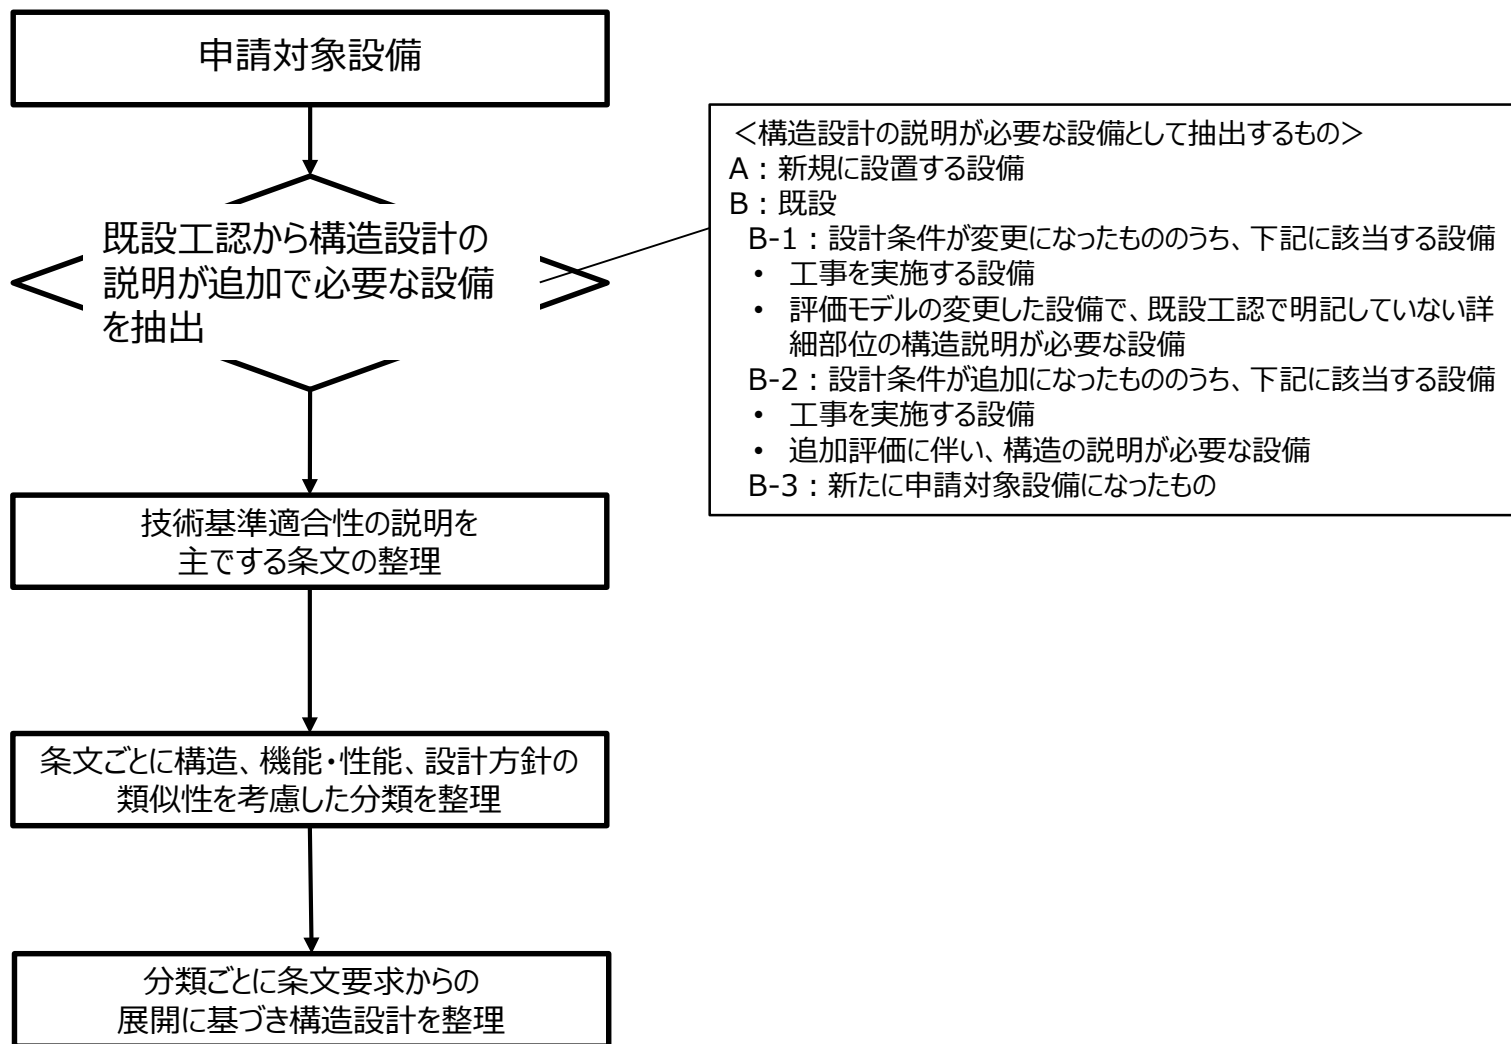 申請対象設備
既設工認から構造設計の
説明が追加で必要な設備
を抽出
＜構造設計の説明が必要な設備として抽出するもの＞
A：新規に設置する設備
B：既設
B-1：設計条件が変更になったもののうち、下記に該当する設備
• 工事を実施する設備
• 評価モデルの変更した設備で、既設工認で明記していない詳
細部位の構造説明が必要な設備
B-2：設計条件が追加になったもののうち、下記に該当する設備
• 工事を実施する設備
• 追加評価に伴い、構造の説明が必要な設備
B-3：新たに申請対象設備になったもの
技術基準適合性の説明を
主でする条文の整理
条文ごとに構造、機能・性能、設計方針の
類似性を考慮した分類を整理
分類ごとに条文要求からの
展開に基づき構造設計を整理